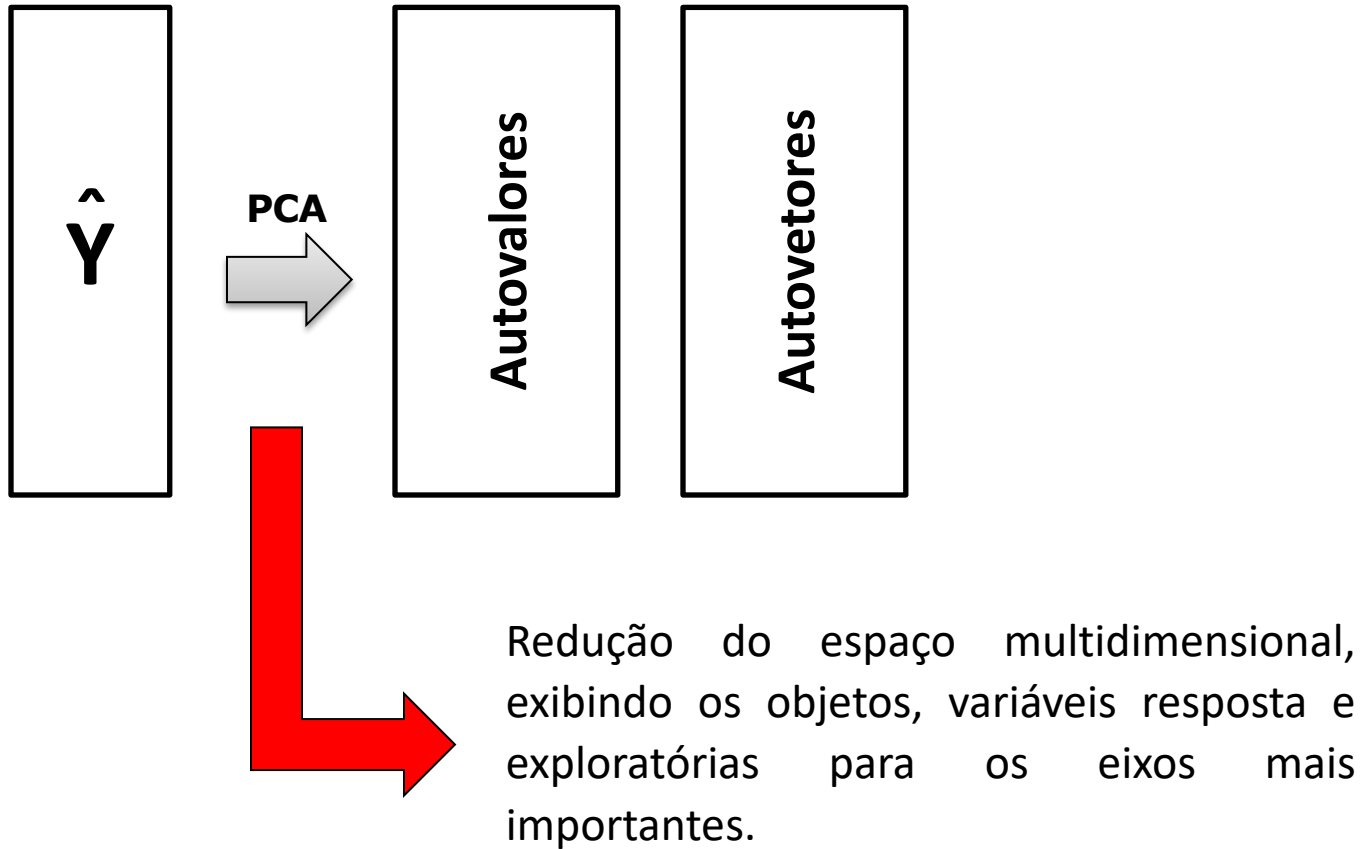 Ŷ
PCA
Autovalores
Autovetores
Redução do espaço multidimensional,
exibindo os objetos, variáveis resposta e
exploratórias para os eixos mais
importantes.